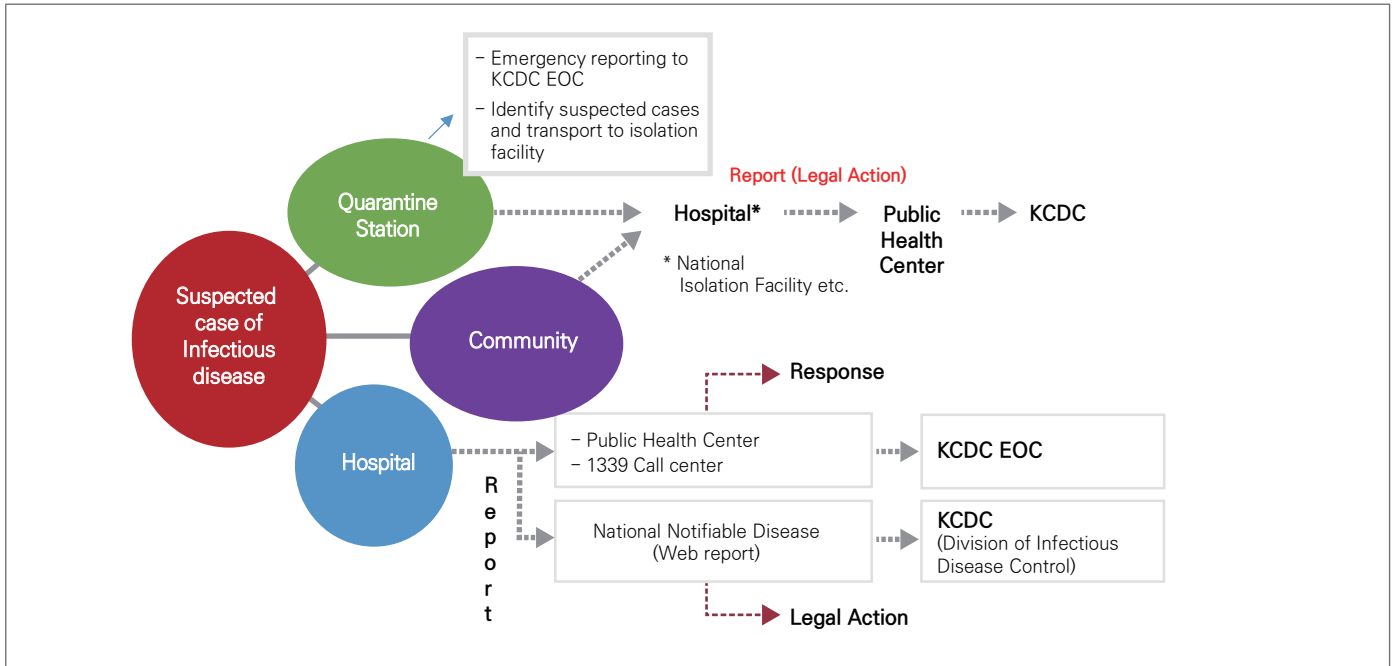 – Emergency reporting to
KCDC EOC
– Identify suspected cases
and transport to isolation
facility
Quarantine
Station
Report (Legal Action)
Hospital*
Public
Health
Center
KCDC
* National
Isolation Facility etc.
Suspected
case of
Infectious
disease
Community
Response
Hospital
Report
– Public Health Center
– 1339 Call center
KCDC EOC
National Notifiable Disease
(Web report)
KCDC
(Division of Infectious
Disease Control)
Legal Action